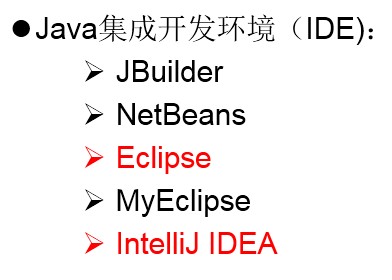 ●Java集成开发环境（IDE)：
➢ JBuilder
➢ NetBeans
➢ Eclipse
➢ MyEclipse
➢ IntelliJ IDEA